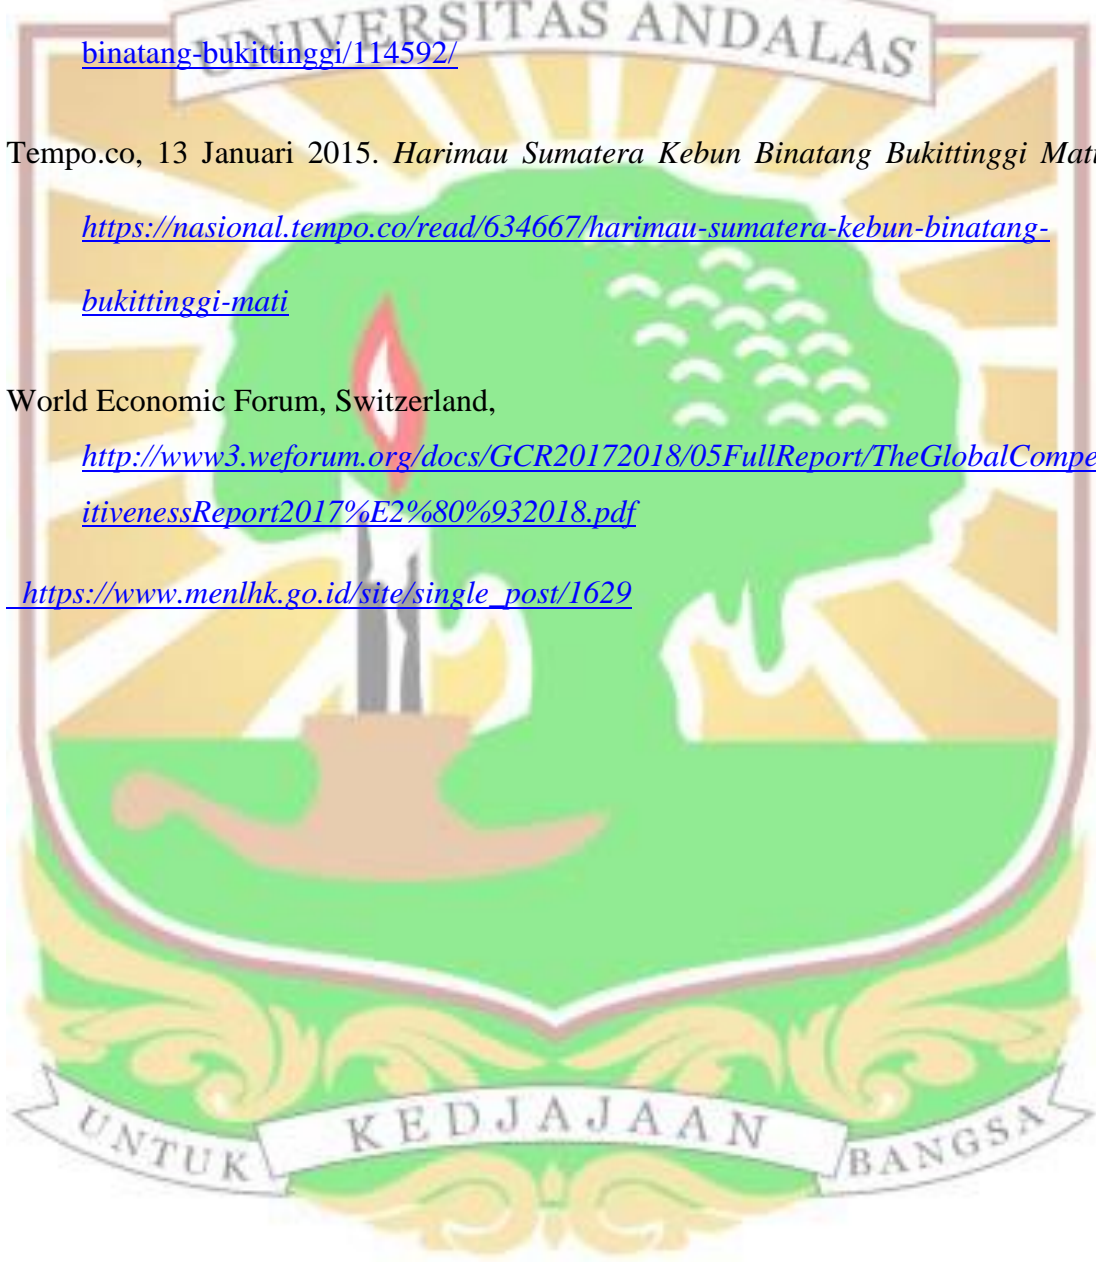 UNIVERSITAS ANDALAS
binatang-bukittinggi/114592/
Tempo.co, 13 Januari 2015. Harimau Sumatera Kebun Binatang Bukittinggi Mati
https://nasional.tempo.co/read/634667/harimau-sumatera-kebun-binatang-
bukittinggi-mati
World Economic Forum, Switzerland,
http://www3.weforum.org/docs/GCR20172018/05FullReport/TheGlobalCompe
itivenessReport2017%E2%80%932018.pdf
https://www.menlhk.go.id/site/single_post/1629
UNTUK KEDJAJAAN BANGSA